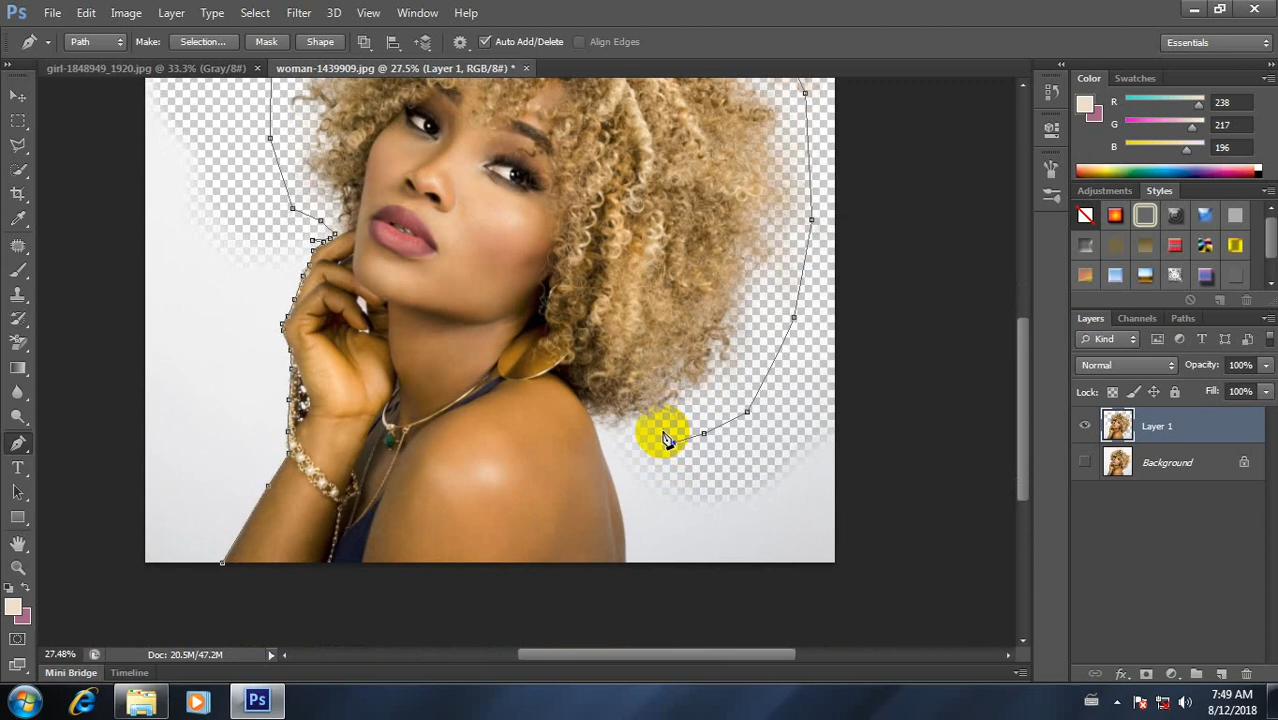 Ps File Edit Image Layer Type Select Filter 3D View Window Help
Path Make: Selection... Mask Shape Auto Add/Delete Align Edges Essentials
girl-1848949_1920.jpg @ 33.3% (Gray/8#) × woman-1439909.jpg @ 27.5% (Layer 1, RGB/8#) * ×
Color Swatches
R 238
G 217
B 196
Adjustments Styles
Layers Channels Paths
Kind
Normal Opacity: 100%
Lock: Fill: 100%
Layer 1
Background
27.48% Doc: 20.5M/47.2M
Mini Bridge Timeline
Ps
7:49 AM
8/12/2018